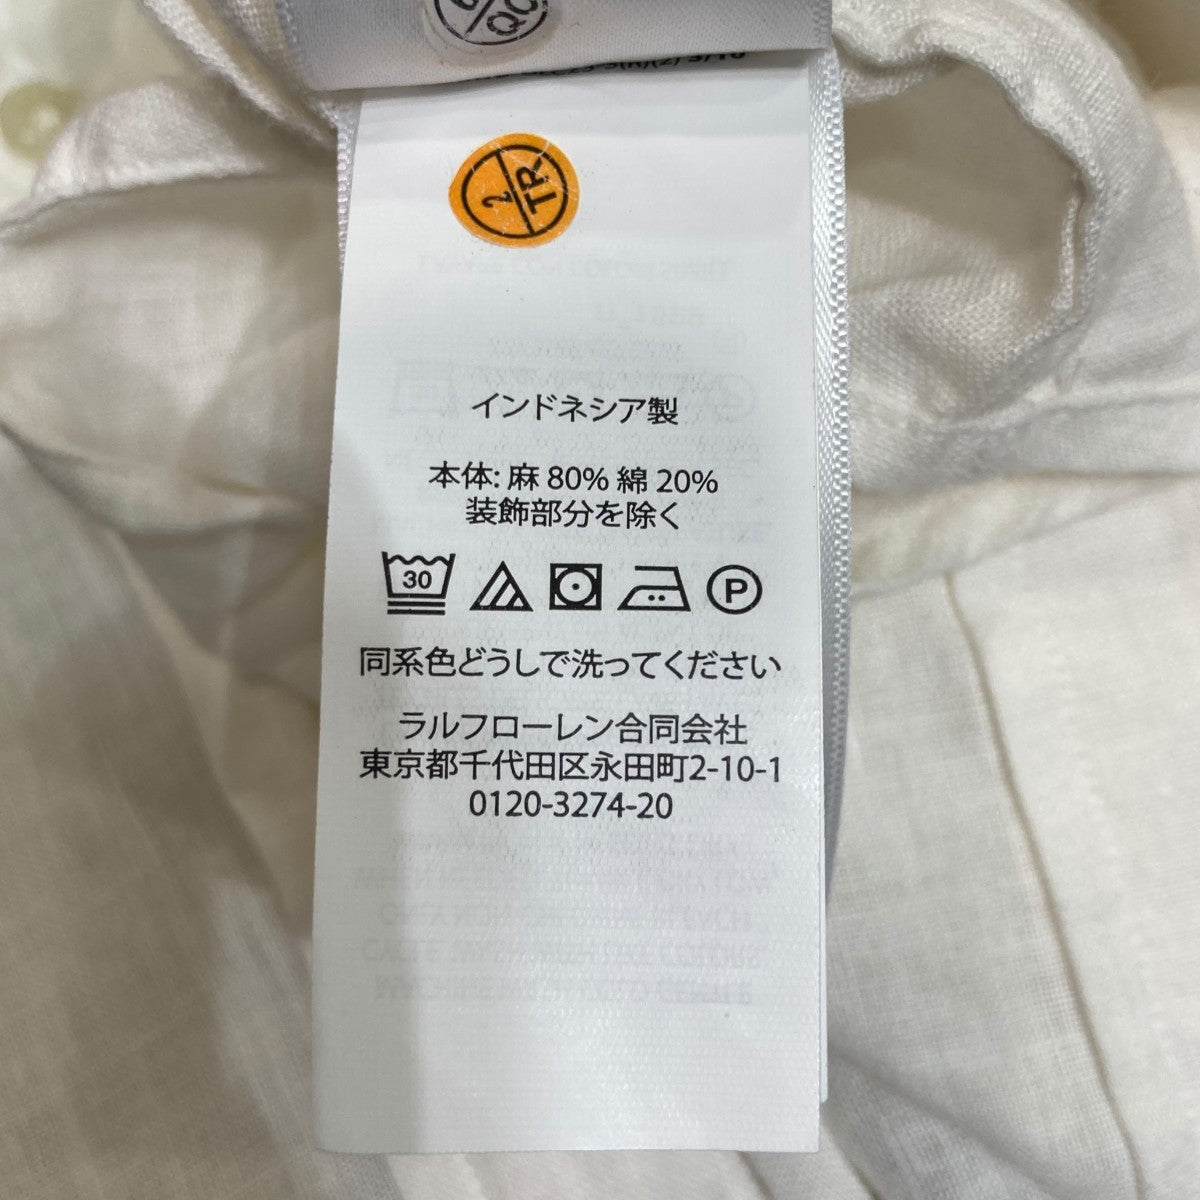 QC
2
TR
インドネシア製
本体: 麻 80% 綿 20%
装飾部分を除く
30
P
同系色どうしで洗ってください
ラルフローレン合同会社
東京都千代田区永田町2-10-1
0120-3274-20